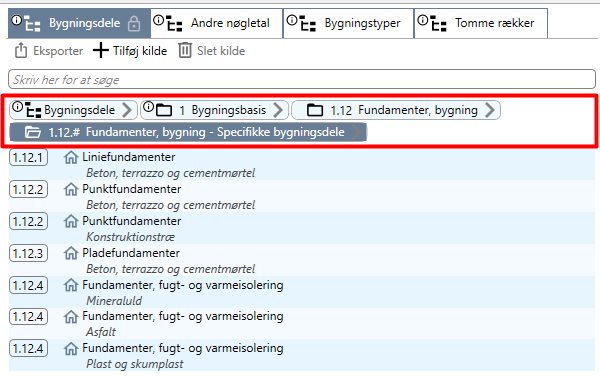 Bygningsdele Andre nøgletal Bygningstyper Tomme rækker
Eksporter Tilføj kilde Slet kilde
Skriv her for at søge
Bygningsdele 1 Bygningsbasis 1.12 Fundamenter, bygning
1.12.# Fundamenter, bygning - Specifikke bygningsdele
1.12.1 Liniefundamenter
Beton, terrazzo og cementmørtel
1.12.2 Punktfundamenter
Beton, terrazzo og cementmørtel
1.12.2 Punktfundamenter
Konstruktionstræ
1.12.3 Pladefundamenter
Beton, terrazzo og cementmørtel
1.12.4 Fundamenter, fugt- og varmeisolering
Mineraluld
1.12.4 Fundamenter, fugt- og varmeisolering
Asfalt
1.12.4 Fundamenter, fugt- og varmeisolering
Plast og skumplast